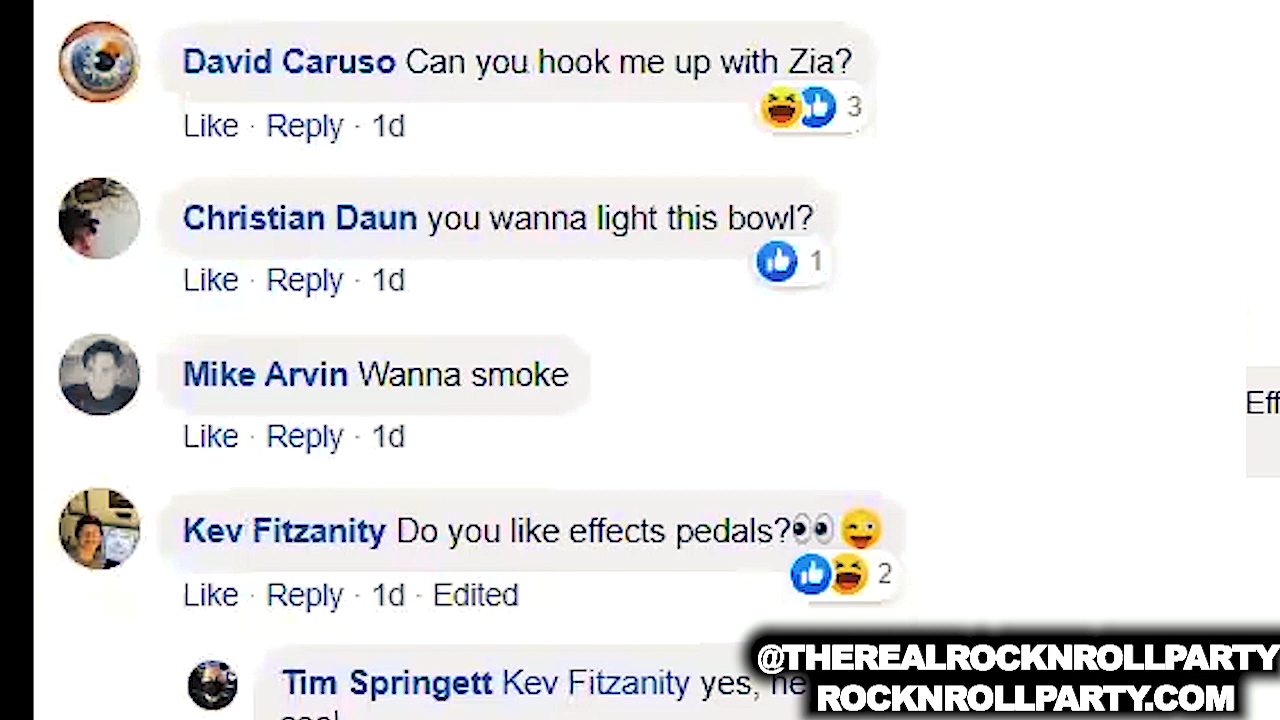 David Caruso Can you hook me up with Zia?
3
Like · Reply · 1d
Christian Daun you wanna light this bowl?
1
Like · Reply · 1d
Mike Arvin Wanna smoke
Like · Reply · 1d
Eff
Kev Fitzanity Do you like effects pedals?👀😜
2
Like · Reply · 1d · Edited
Tim Springett Kev Fitzanity yes, he
@THEREALROCKNROLLPARTY
ROCKNROLLPARTY.COM